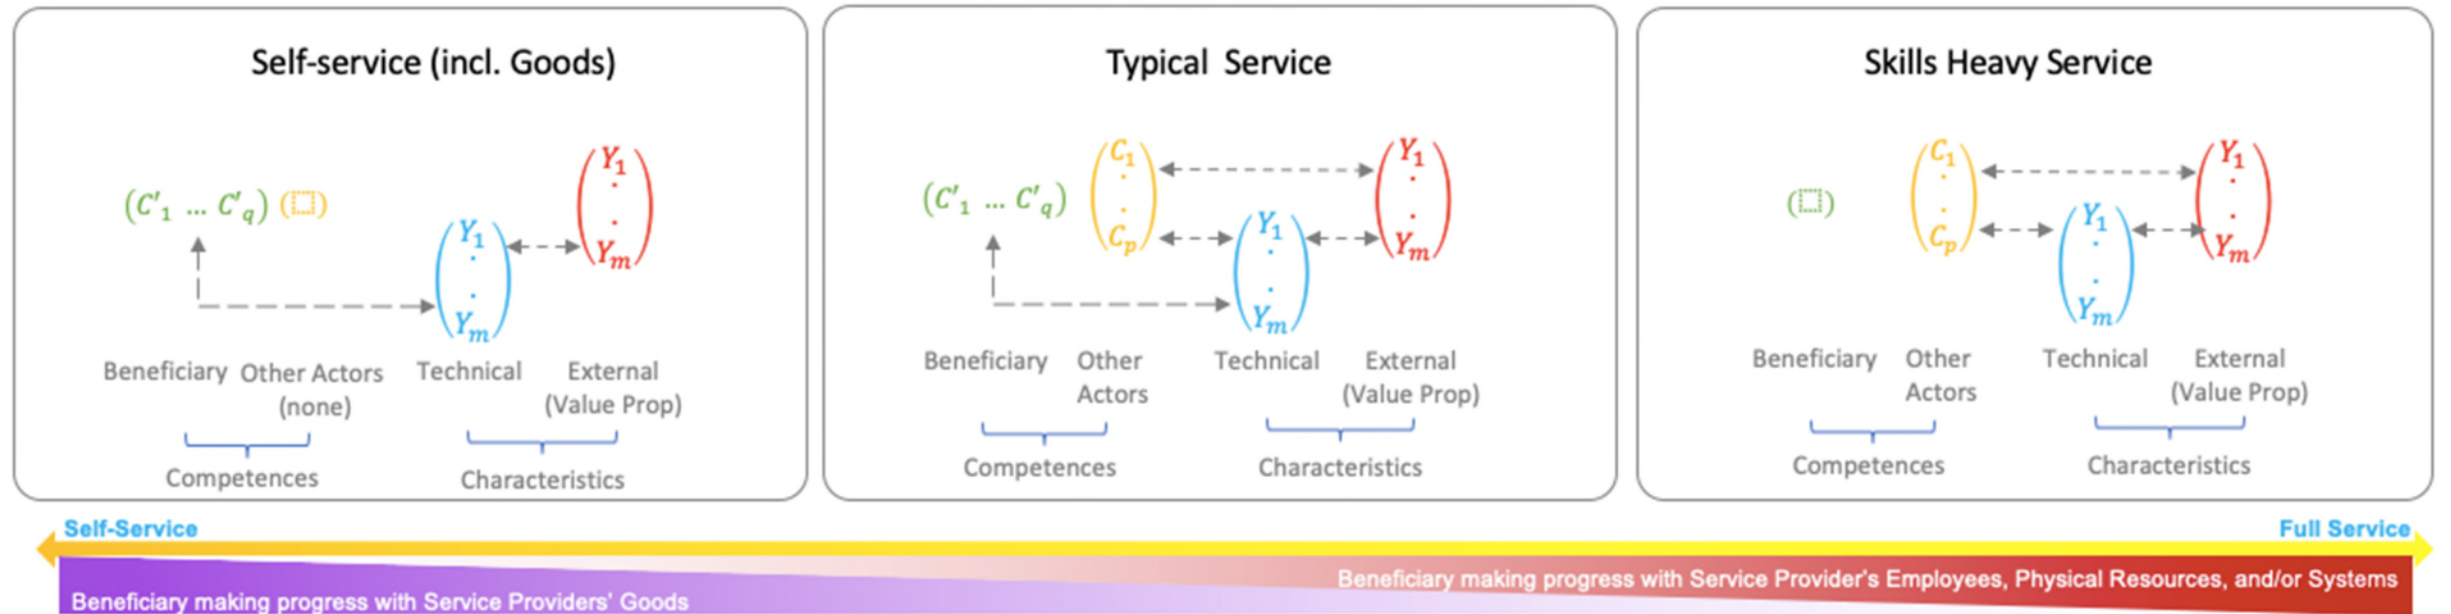 Self-service (incl. Goods)
(C'₁ ... C'q) (⬚)
Y₁
.
.
Yₘ
Y₁
.
.
Yₘ
Beneficiary Other Actors (none)
Technical External (Value Prop)
Competences Characteristics
Typical Service
(C'₁ ... C'q)
C₁
.
.
Cₚ
Y₁
.
.
Yₘ
Y₁
.
.
Yₘ
Beneficiary Other Actors
Technical External (Value Prop)
Competences Characteristics
Skills Heavy Service
(⬚)
C₁
.
.
Cₚ
Y₁
.
.
Yₘ
Y₁
.
.
Yₘ
Beneficiary Other Actors
Technical External (Value Prop)
Competences Characteristics
Self-Service
Full Service
Beneficiary making progress with Service Provider's Employees, Physical Resources, and/or Systems
Beneficiary making progress with Service Providers' Goods